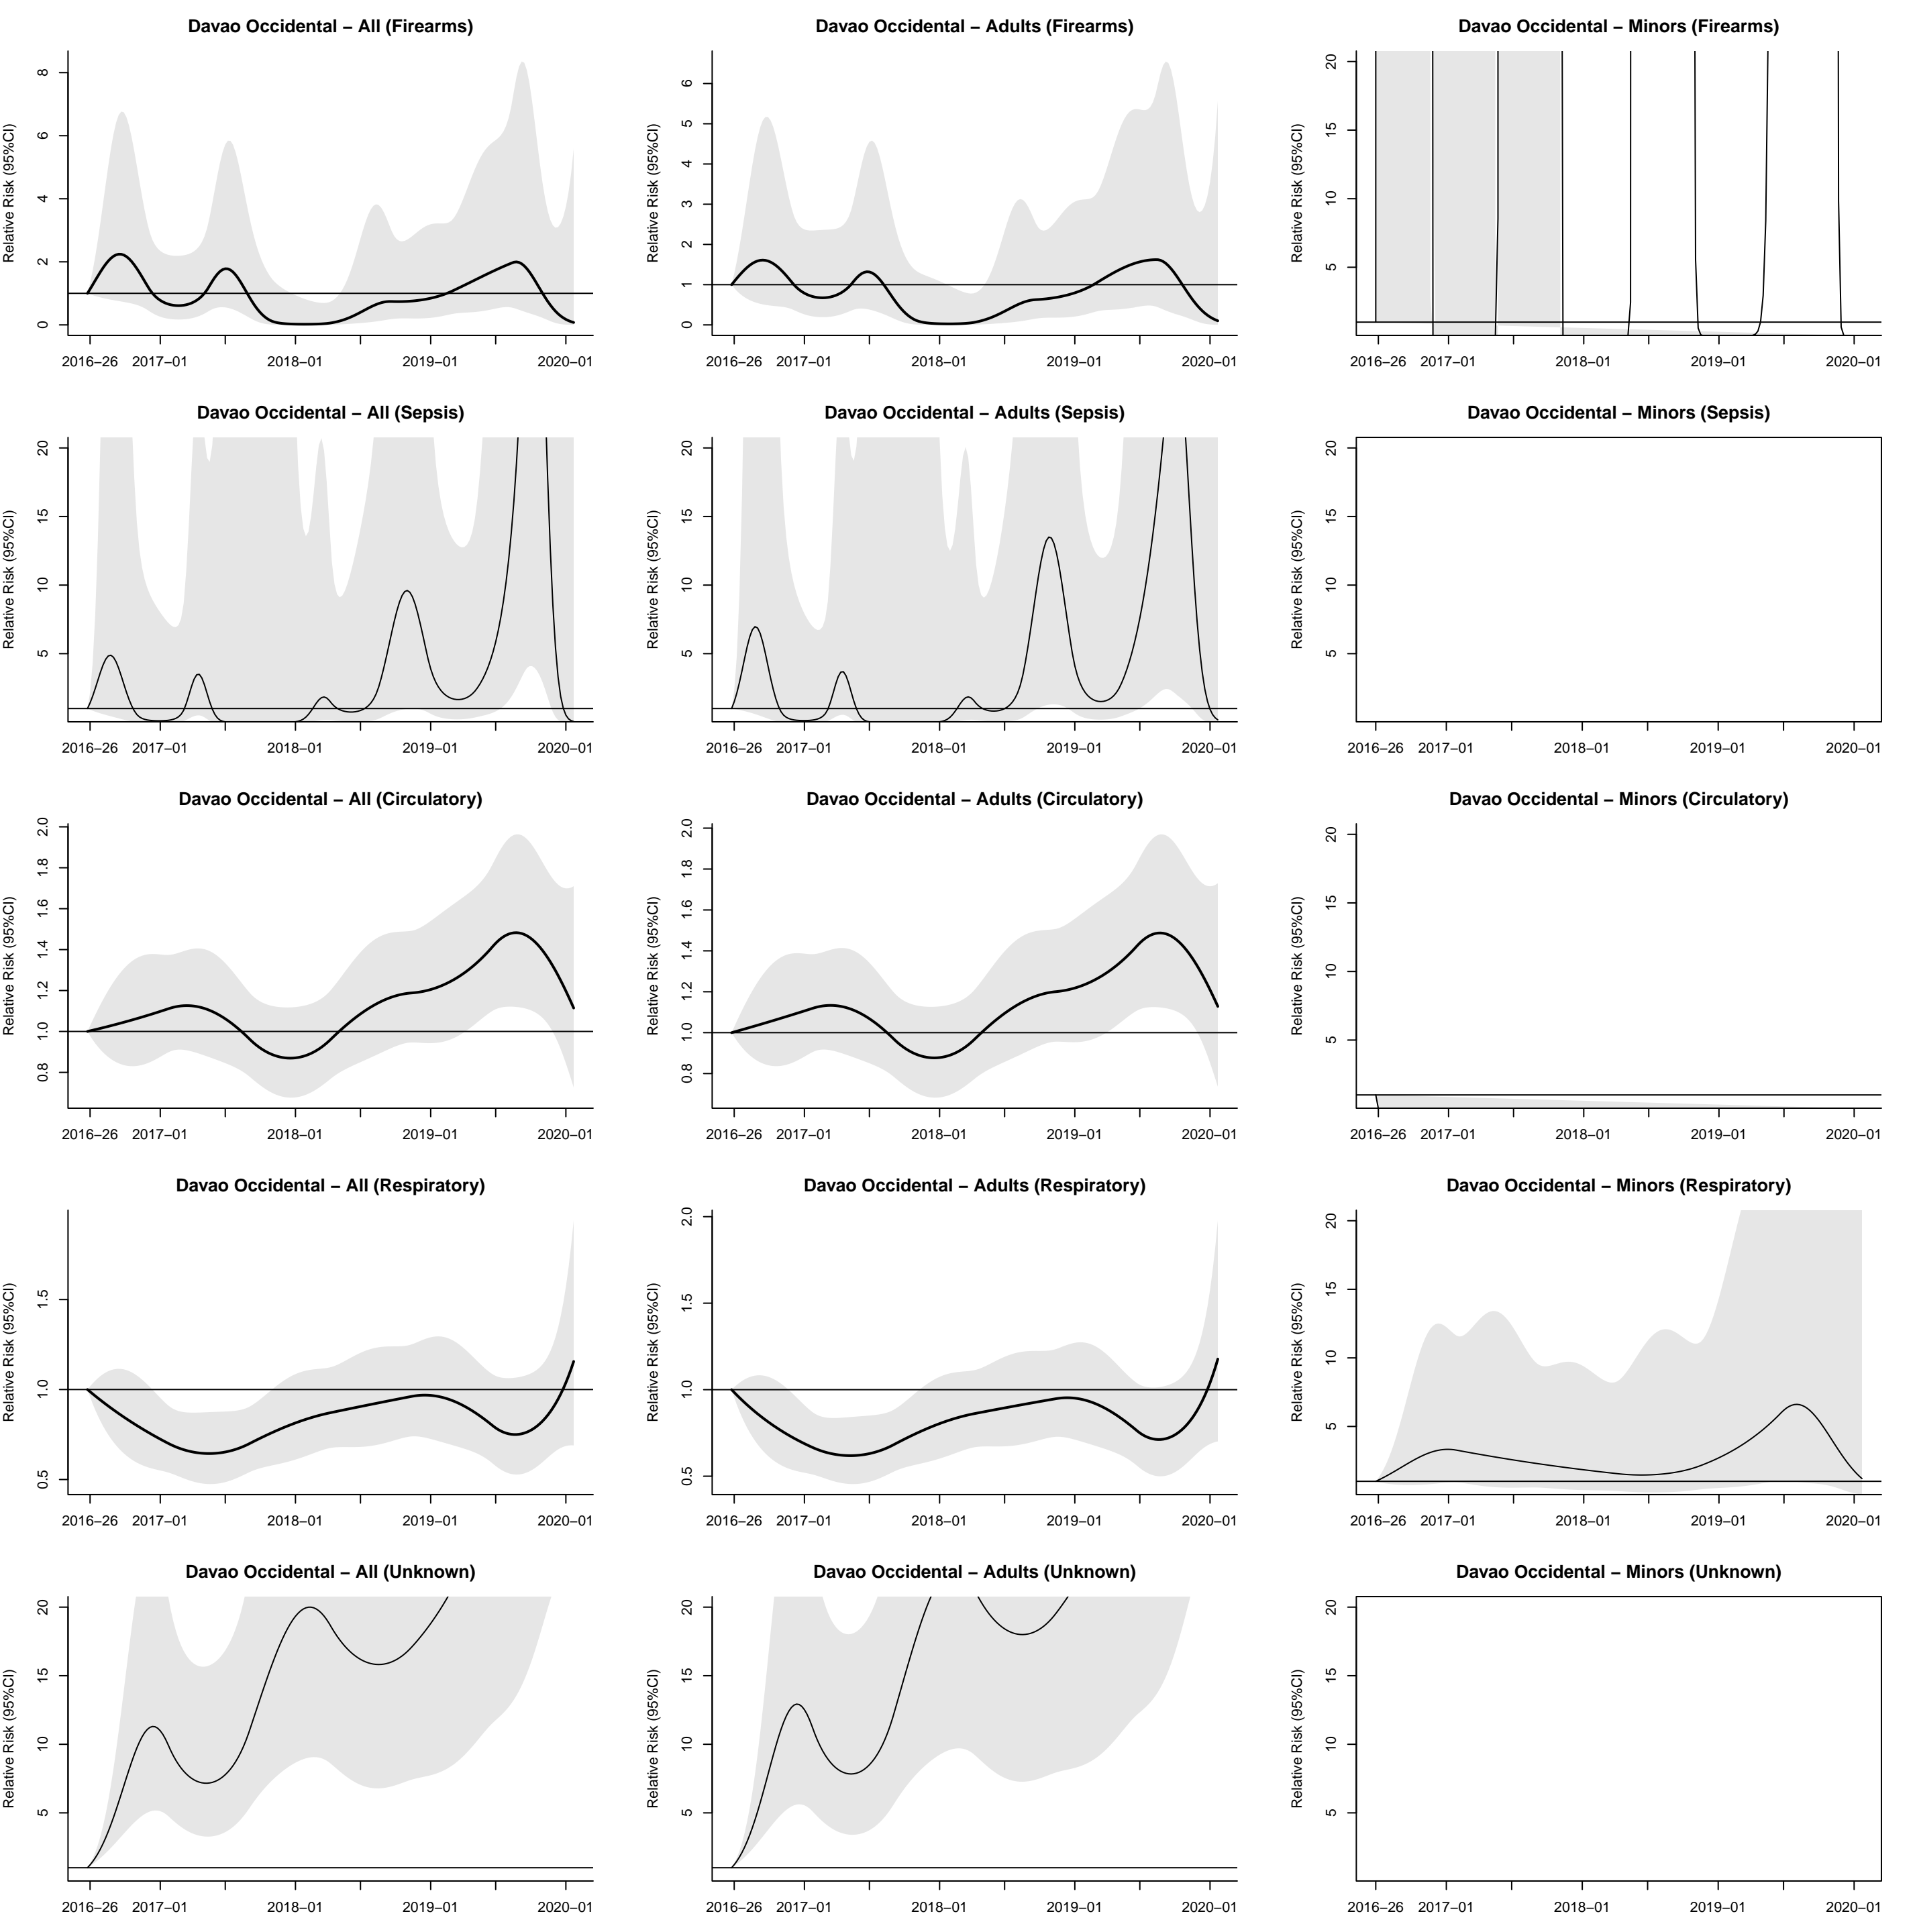 Davao Occidental – All (Firearms)
Relative Risk (95%CI)
0 2 4 6 8
2016–26 2017–01 2018–01 2019–01 2020–01
Davao Occidental – Adults (Firearms)
Relative Risk (95%CI)
0 1 2 3 4 5 6
2016–26 2017–01 2018–01 2019–01 2020–01
Davao Occidental – Minors (Firearms)
Relative Risk (95%CI)
5 10 15 20
2016–26 2017–01 2018–01 2019–01 2020–01
Davao Occidental – All (Sepsis)
Relative Risk (95%CI)
5 10 15 20
2016–26 2017–01 2018–01 2019–01 2020–01
Davao Occidental – Adults (Sepsis)
Relative Risk (95%CI)
5 10 15 20
2016–26 2017–01 2018–01 2019–01 2020–01
Davao Occidental – Minors (Sepsis)
Relative Risk (95%CI)
5 10 15 20
2016–26 2017–01 2018–01 2019–01 2020–01
Davao Occidental – All (Circulatory)
Relative Risk (95%CI)
0.8 1.0 1.2 1.4 1.6 1.8 2.0
2016–26 2017–01 2018–01 2019–01 2020–01
Davao Occidental – Adults (Circulatory)
Relative Risk (95%CI)
0.8 1.0 1.2 1.4 1.6 1.8 2.0
2016–26 2017–01 2018–01 2019–01 2020–01
Davao Occidental – Minors (Circulatory)
Relative Risk (95%CI)
5 10 15 20
2016–26 2017–01 2018–01 2019–01 2020–01
Davao Occidental – All (Respiratory)
Relative Risk (95%CI)
0.5 1.0 1.5
2016–26 2017–01 2018–01 2019–01 2020–01
Davao Occidental – Adults (Respiratory)
Relative Risk (95%CI)
0.5 1.0 1.5 2.0
2016–26 2017–01 2018–01 2019–01 2020–01
Davao Occidental – Minors (Respiratory)
Relative Risk (95%CI)
5 10 15 20
2016–26 2017–01 2018–01 2019–01 2020–01
Davao Occidental – All (Unknown)
Relative Risk (95%CI)
5 10 15 20
2016–26 2017–01 2018–01 2019–01 2020–01
Davao Occidental – Adults (Unknown)
Relative Risk (95%CI)
5 10 15 20
2016–26 2017–01 2018–01 2019–01 2020–01
Davao Occidental – Minors (Unknown)
Relative Risk (95%CI)
5 10 15 20
2016–26 2017–01 2018–01 2019–01 2020–01